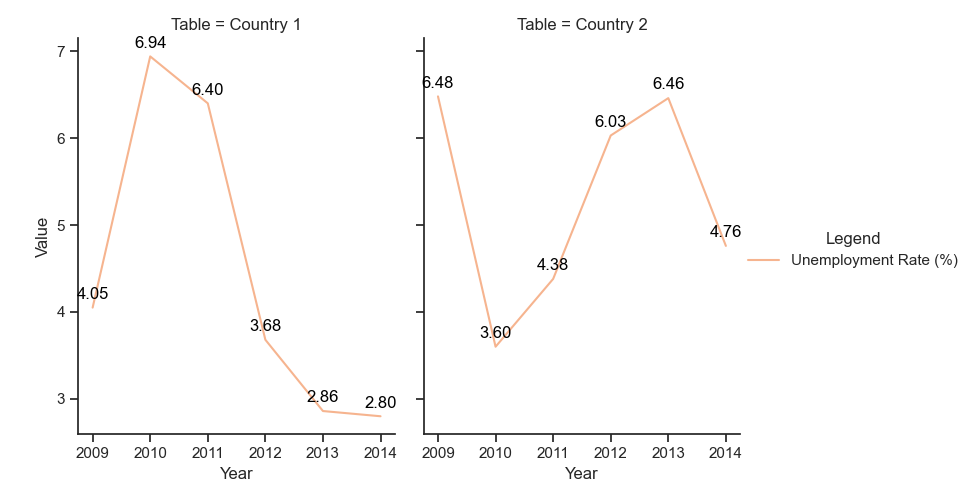 Table = Country 1
Table = Country 2
7
6
5
4
3
Value
4.05
6.94
6.40
3.68
2.86
2.80
2009 2010 2011 2012 2013 2014
Year
6.48
3.60
4.38
6.03
6.46
4.76
2009 2010 2011 2012 2013 2014
Year
Legend
Unemployment Rate (%)